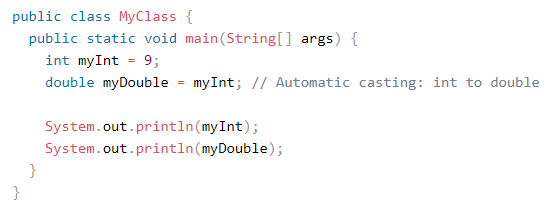 public class MyClass {
  public static void main(String[] args) {
    int myInt = 9;
    double myDouble = myInt; // Automatic casting: int to double

    System.out.println(myInt);
    System.out.println(myDouble);
  }
}